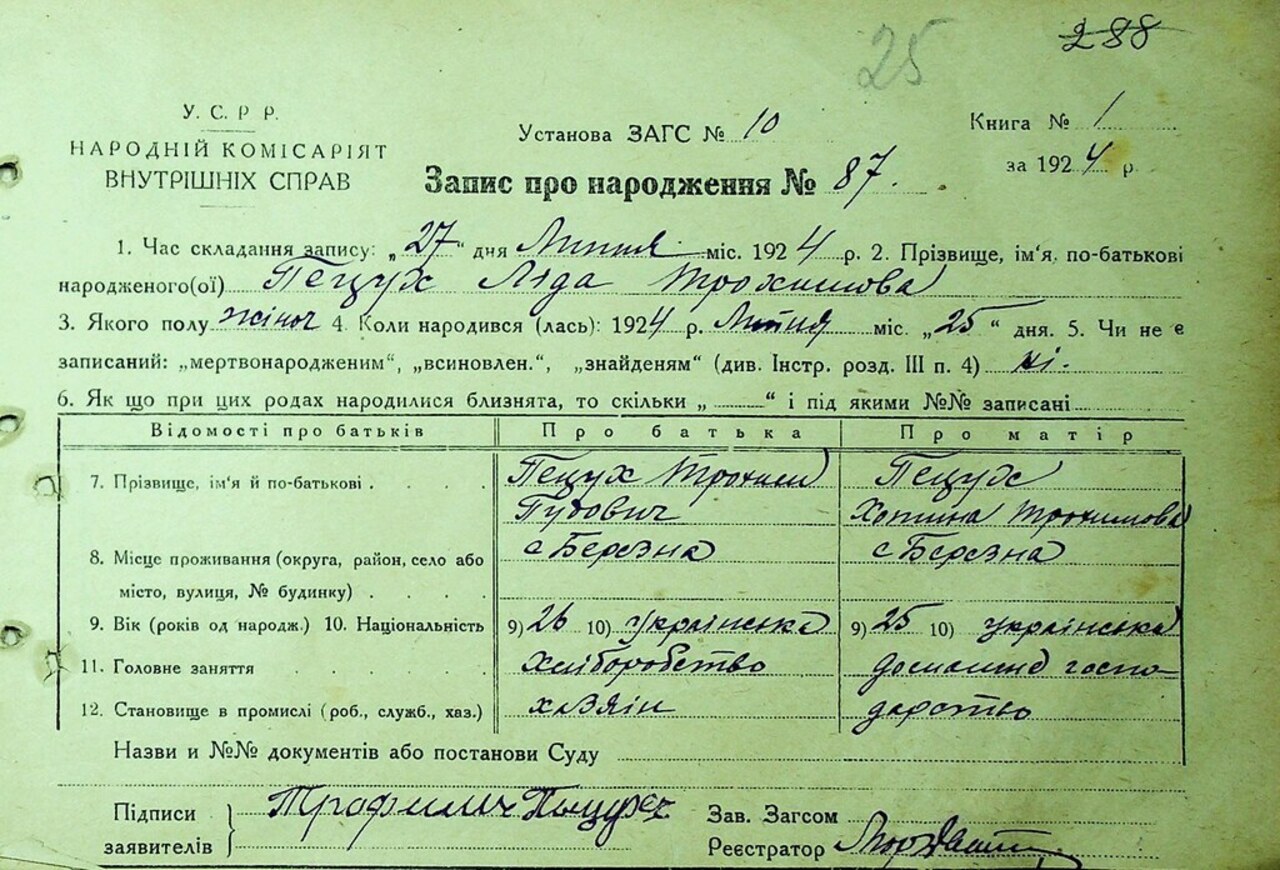 288
25
У. С. Р Р.
НАРОДНІЙ КОМІСАРІЯТ
ВНУТРІШНІХ СПРАВ
Установа ЗАГС № 10
Книга № 1
за 1924 р.
Запис про народження № 87.
1. Час складання запису: „27“ дня Липня міс. 1924 р. 2. Прізвище, ім‘я, по-батькові
народженого(ої) Пецух Ліда Трохимова
3. Якого полу жіноч 4. Коли народився (лась): 1924 р. Липня міс. „25“ дня. 5. Чи не є
записаний: „мертвонародженим“, „всиновлен.“, „знайденям“ (див. Інстр. розд. III п. 4) ні.
6. Як що при цих родах народилися близнята, то скільки „ “ і під якими №№ записані
Відомості про батьків Про батька Про матір
7. Прізвище, ім‘я й по-батькові Пецух Трохим Пецух
Гудович Хотина Трохимова
с Березна с Березна
8. Місце проживання (округа, район, село або
місто, вулиця, № будинку)
9. Вік (років од народж.) 10. Національність 9) 26 10) українська 9) 25 10) українська
11. Головне заняття хліборобство домашнє госпо-
12. Становище в промислі (роб., служб., хаз.) хазяїн дарство
Назви и №№ документів або постанови Суду
Підписи
заявителів
Зав. Загсом
Реєстратор